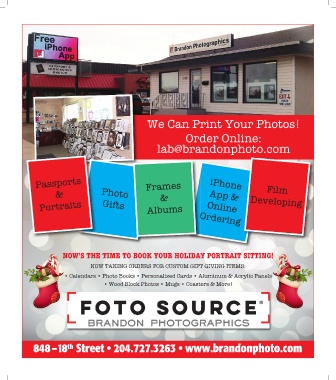 Free
iPhone
App
Brandon Photographics
We Can Print Your Photos!
Order Online:
lab@brandonphoto.com
Passports
&
Portraits
Photo
Gifts
Frames
&
Albums
iPhone
App &
Online
Ordering
Film
Developing
NOW'S THE TIME TO BOOK YOUR HOLIDAY PORTRAIT SITTING!
NOW TAKING ORDERS FOR CUSTOM GIFT GIVING ITEMS:
• Calendars • Photo Books • Personalized Cards • Aluminum & Acrylic Panels
• Wood Block Photos • Mugs • Coasters & More!
FOTO SOURCE
BRANDON PHOTOGRAPHICS
848 – 18th Street • 204.727.3263 • www.brandonphoto.com